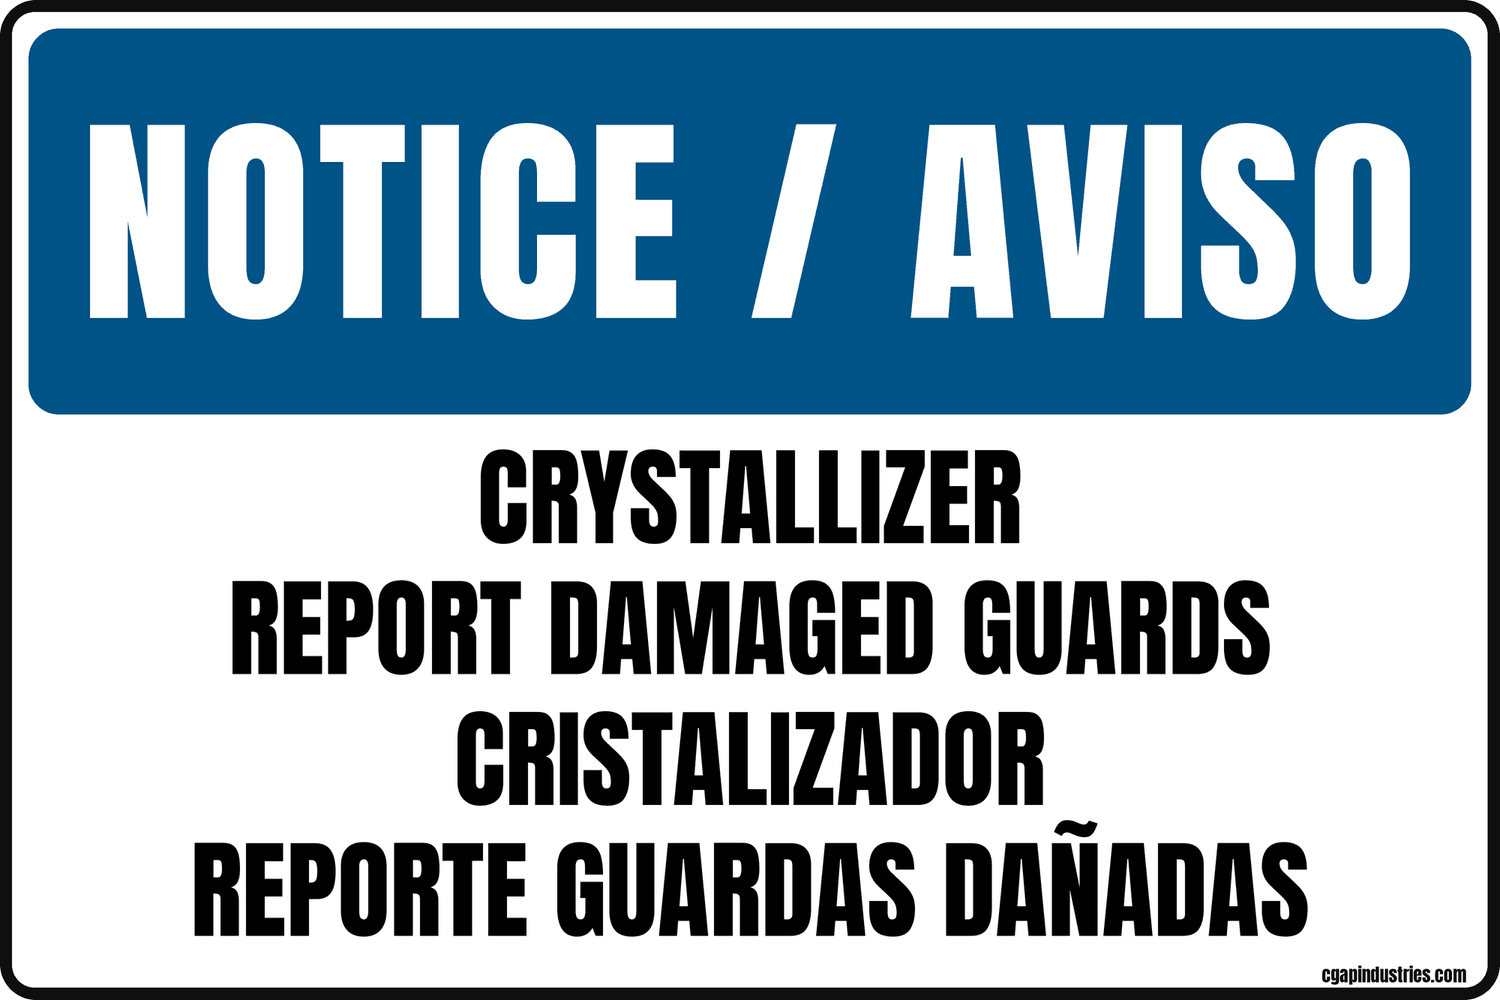 NOTICE / AVISO
CRYSTALLIZER
REPORT DAMAGED GUARDS
CRISTALIZADOR
REPORTE GUARDAS DAÑADAS
cgapindustries.com